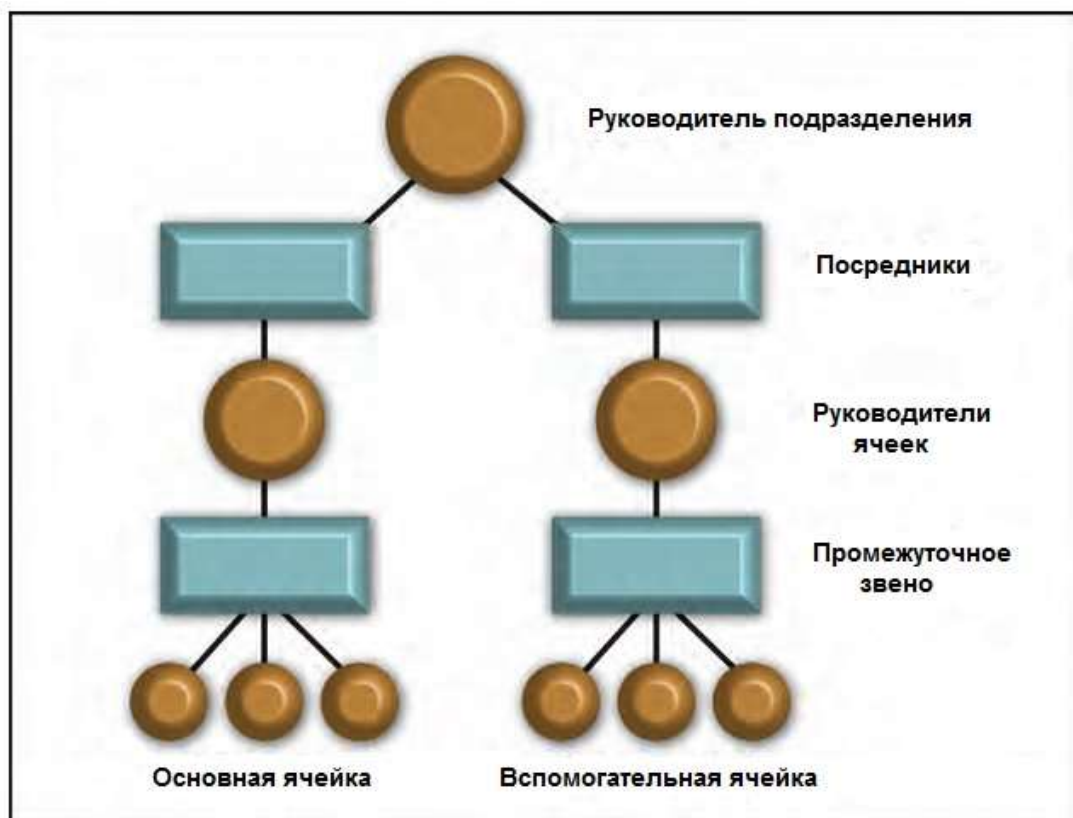 Руководитель подразделения
Посредники
Руководители
ячеек
Промежуточное
звено
Основная ячейка
Вспомогательная ячейка